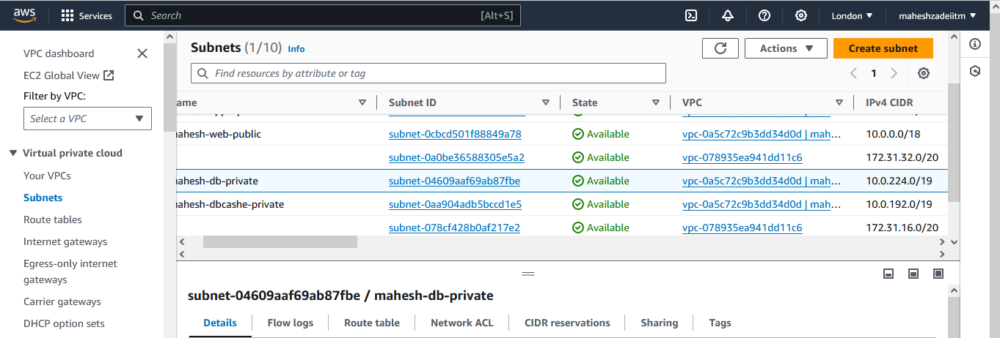 aws Services Search [Alt+S] London maheshzadeiitm
VPC dashboard
EC2 Global View
Filter by VPC:
Select a VPC
Virtual private cloud
Your VPCs
Subnets
Route tables
Internet gateways
Egress-only internet
gateways
Carrier gateways
DHCP option sets
Subnets (1/10) Info
Actions
Create subnet
Find resources by attribute or tag
1
ame Subnet ID State VPC IPv4 CIDR
mahesh-web-public subnet-0cbcd501f88849a78 Available vpc-0a5c72c9b3dd34d0d | mah... 10.0.0.0/18
subnet-0a0be36588305e5a2 Available vpc-078935ea941dd11c6 172.31.32.0/20
mahesh-db-private subnet-04609aaf69ab87fbe Available vpc-0a5c72c9b3dd34d0d | mah... 10.0.224.0/19
mahesh-dbcashe-private subnet-0aa904adb5bccd1e5 Available vpc-0a5c72c9b3dd34d0d | mah... 10.0.192.0/19
subnet-078cf428b0af217e2 Available vpc-078935ea941dd11c6 172.31.16.0/20
subnet-04609aaf69ab87fbe / mahesh-db-private
Details Flow logs Route table Network ACL CIDR reservations Sharing Tags